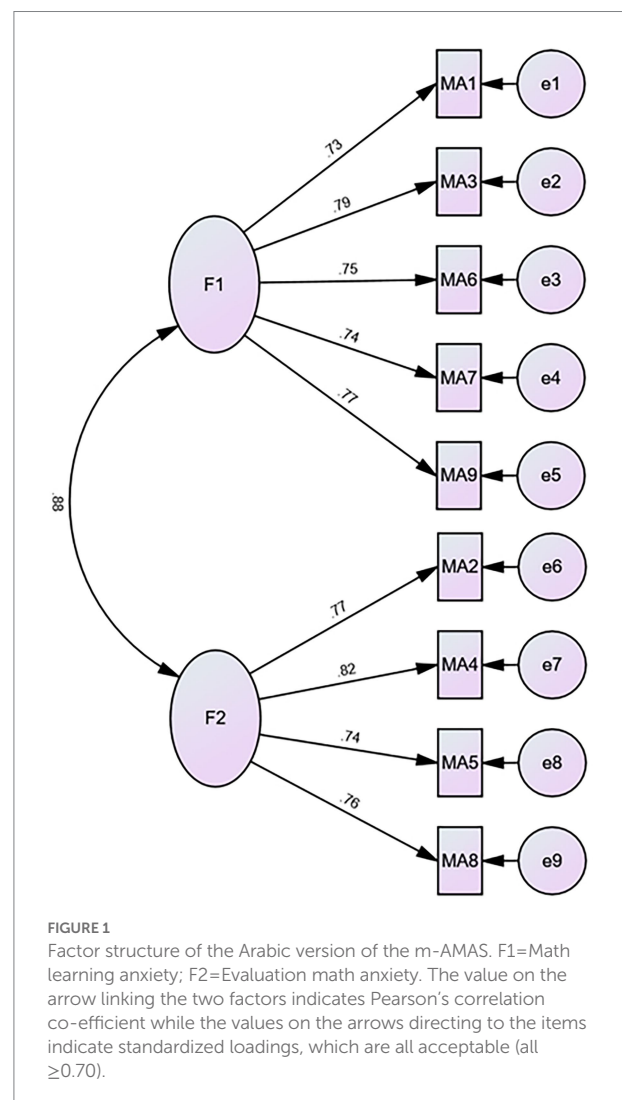 MA1 e1
.73
MA3 e2
.79
F1 .75 MA6 e3
.74
MA7 e4
.77
MA9 e5
.88
MA2 e6
.77
MA4 e7
.82
F2 .74 MA5 e8
.76
MA8 e9
FIGURE 1
Factor structure of the Arabic version of the m-AMAS. F1=Math
learning anxiety; F2=Evaluation math anxiety. The value on the
arrow linking the two factors indicates Pearson’s correlation
co-efficient while the values on the arrows directing to the items
indicate standardized loadings, which are all acceptable (all
≥0.70).